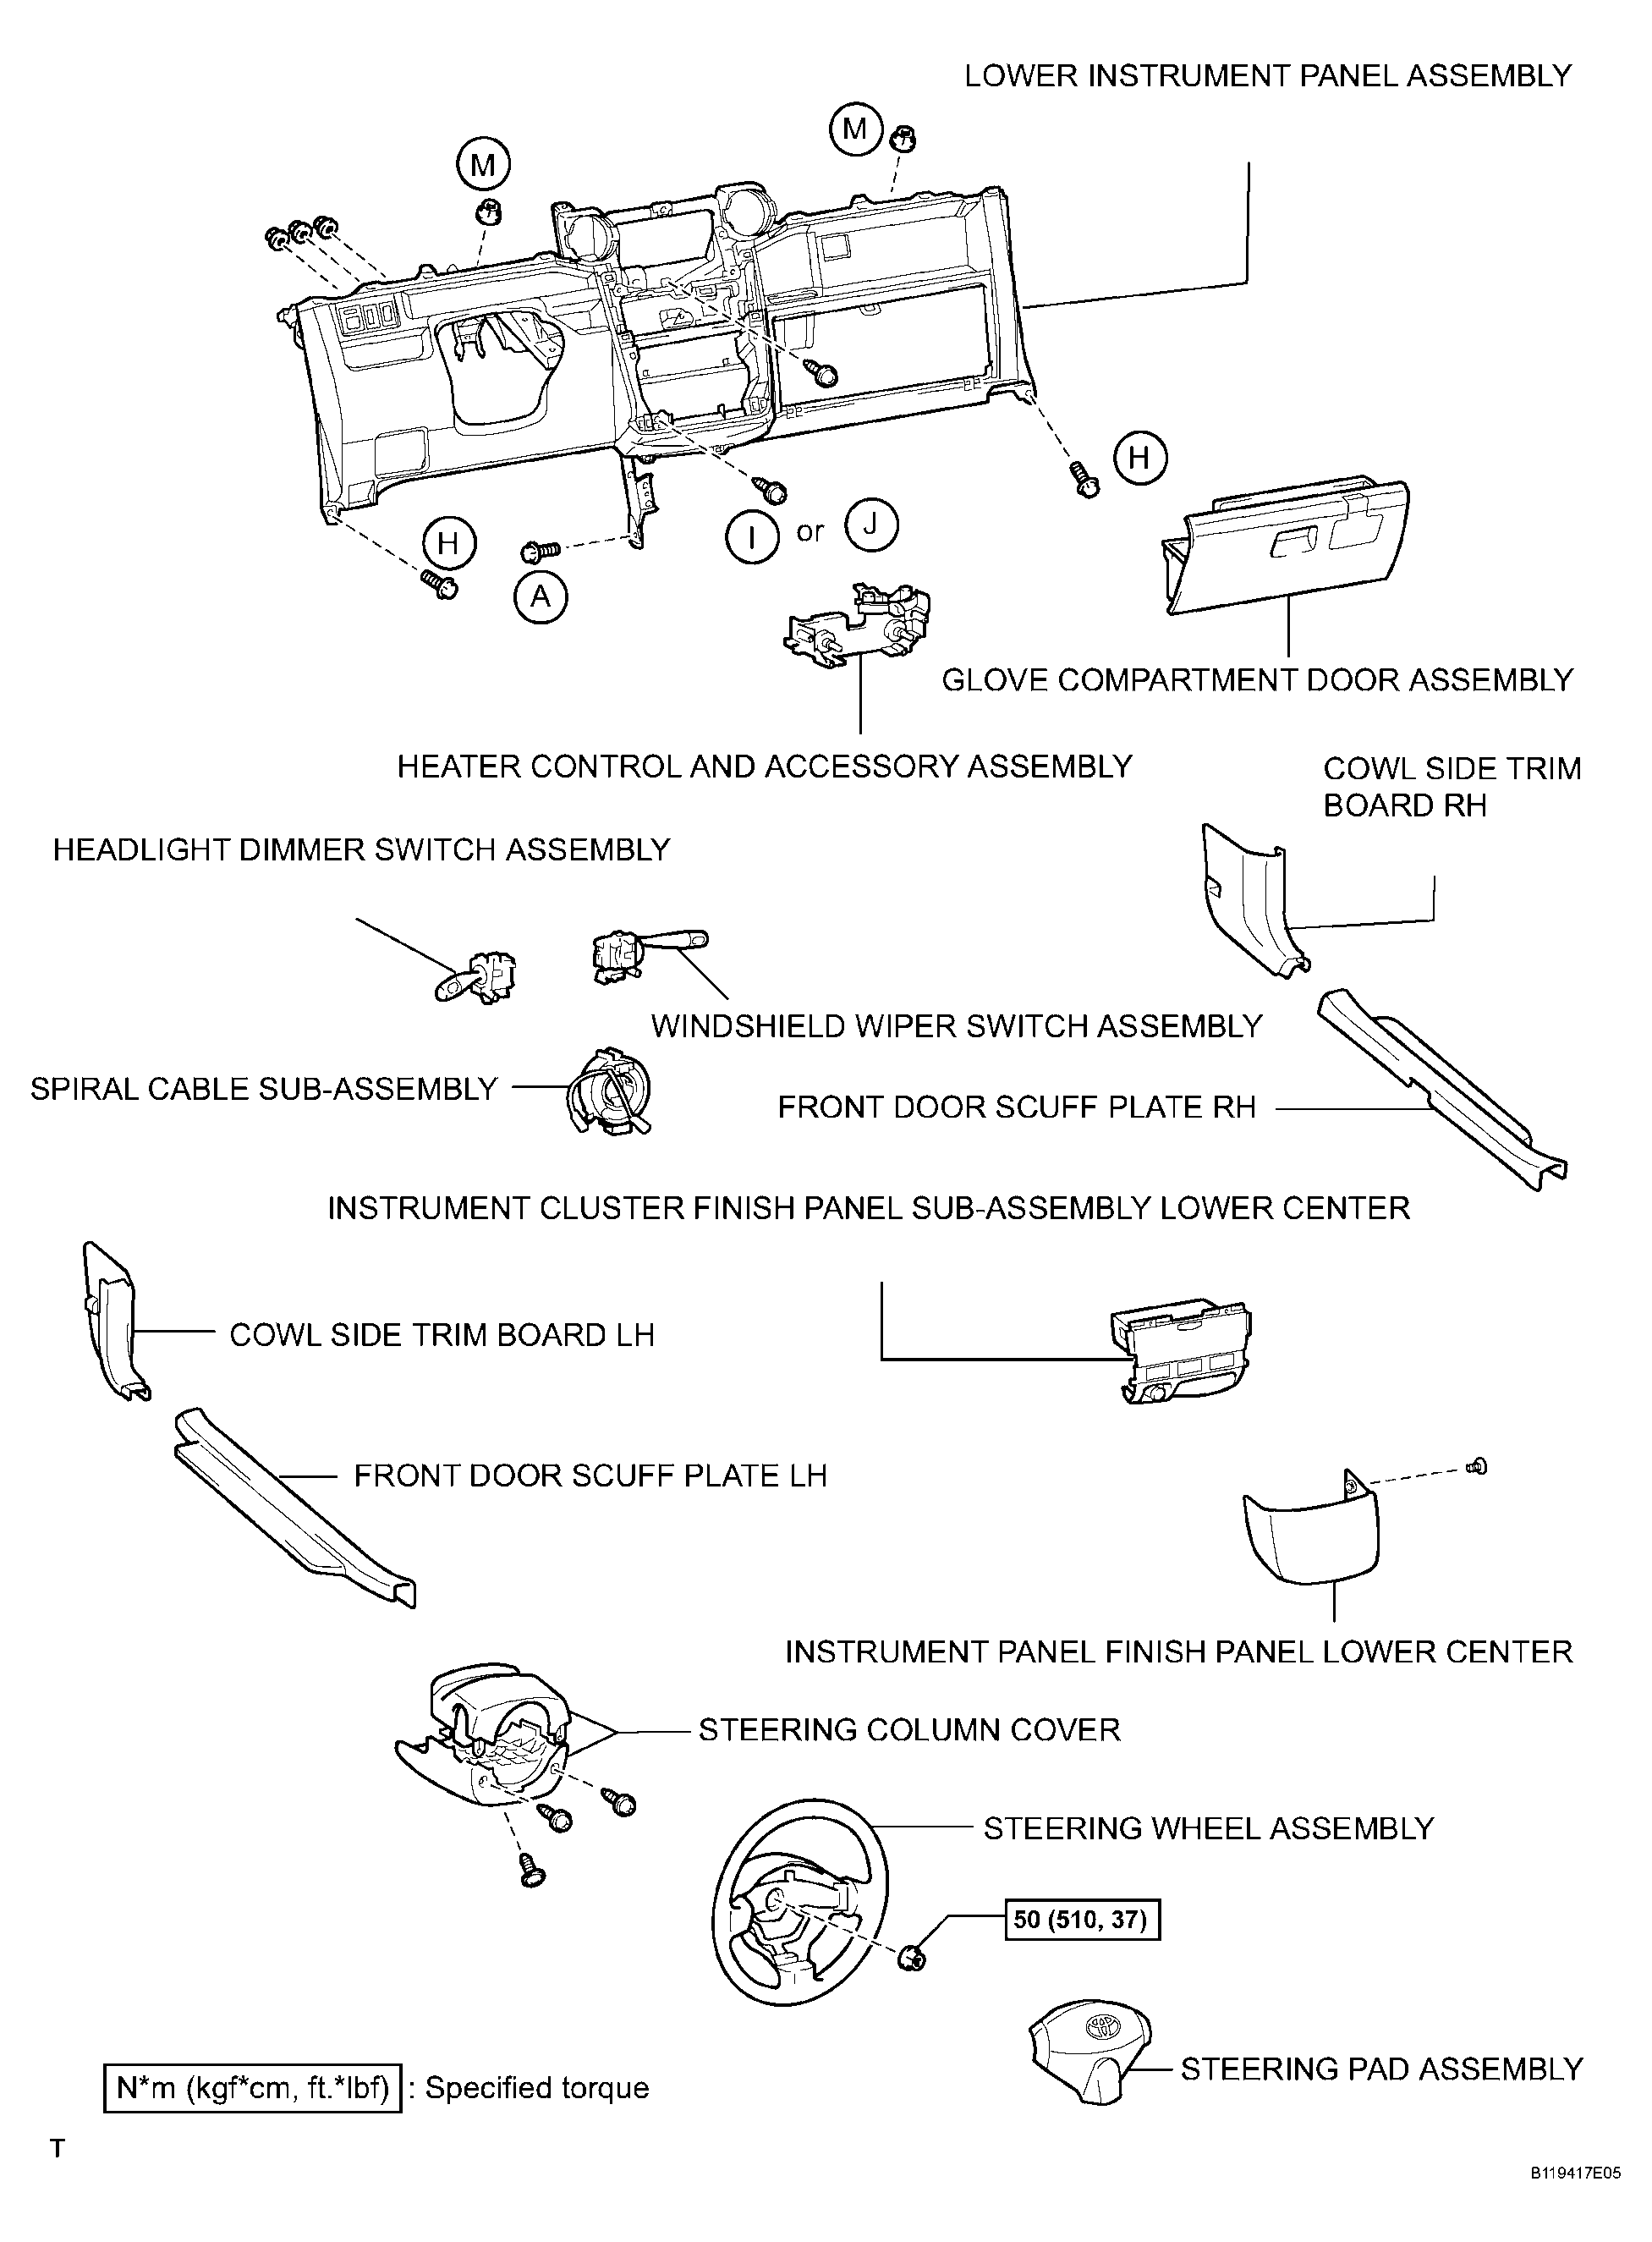 LOWER INSTRUMENT PANEL ASSEMBLY
M
M
H
H
I or J
A
GLOVE COMPARTMENT DOOR ASSEMBLY
HEATER CONTROL AND ACCESSORY ASSEMBLY
COWL SIDE TRIM
BOARD RH
HEADLIGHT DIMMER SWITCH ASSEMBLY
WINDSHIELD WIPER SWITCH ASSEMBLY
SPIRAL CABLE SUB-ASSEMBLY
FRONT DOOR SCUFF PLATE RH
INSTRUMENT CLUSTER FINISH PANEL SUB-ASSEMBLY LOWER CENTER
COWL SIDE TRIM BOARD LH
FRONT DOOR SCUFF PLATE LH
INSTRUMENT PANEL FINISH PANEL LOWER CENTER
STEERING COLUMN COVER
STEERING WHEEL ASSEMBLY
50 (510, 37)
STEERING PAD ASSEMBLY
N*m (kgf*cm, ft.*lbf) : Specified torque
T
B119417E05